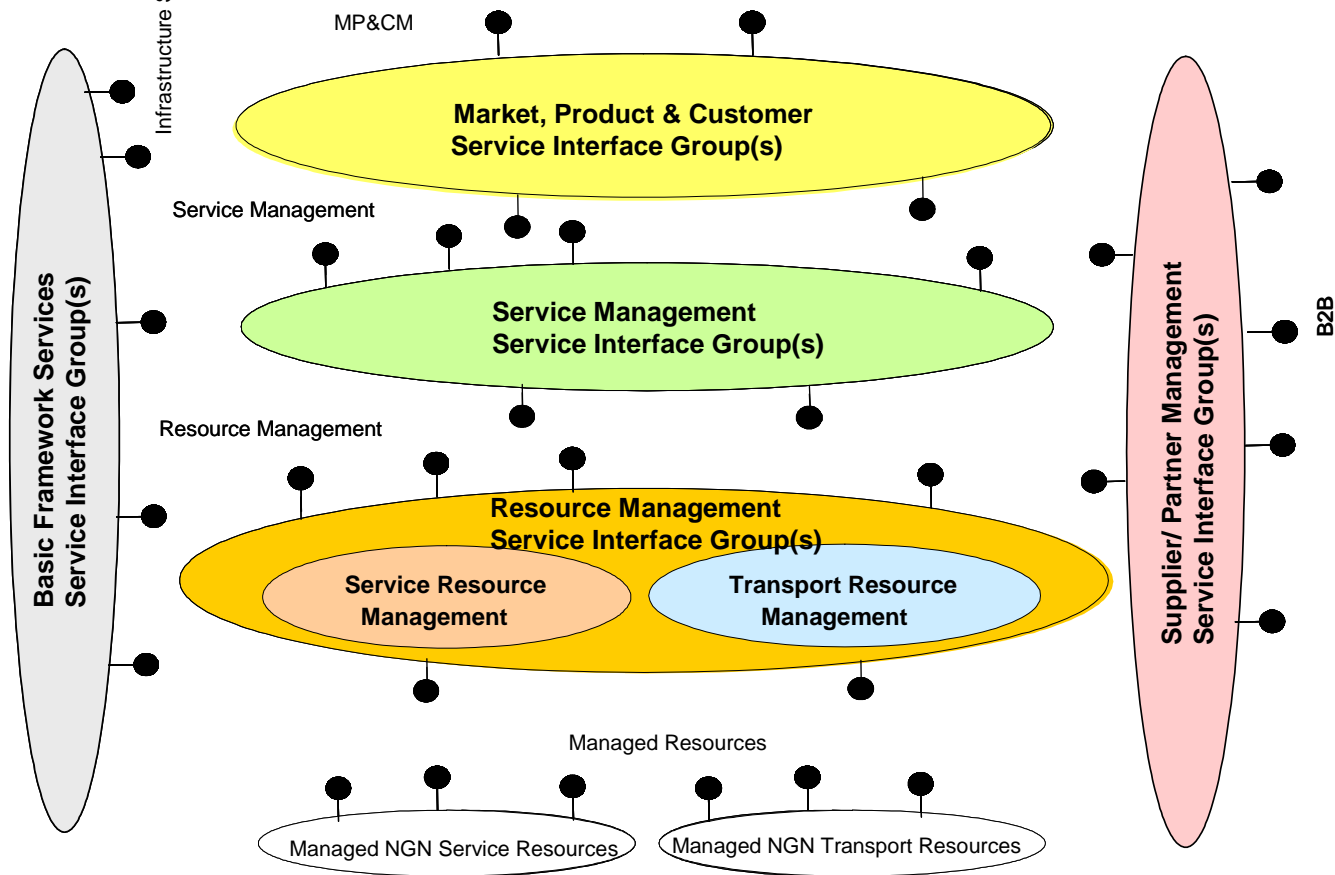 Infrastructure
MP&CM
Market, Product & Customer
Service Interface Group(s)
Service Management
Service Management
Service Interface Group(s)
Resource Management
Resource Management
Service Interface Group(s)
Service Resource
Management
Transport Resource
Management
Managed Resources
Managed NGN Service Resources
Managed NGN Transport Resources
Basic Framework Services
Service Interface Group(s)
Supplier/ Partner Management
Service Interface Group(s)
B2B